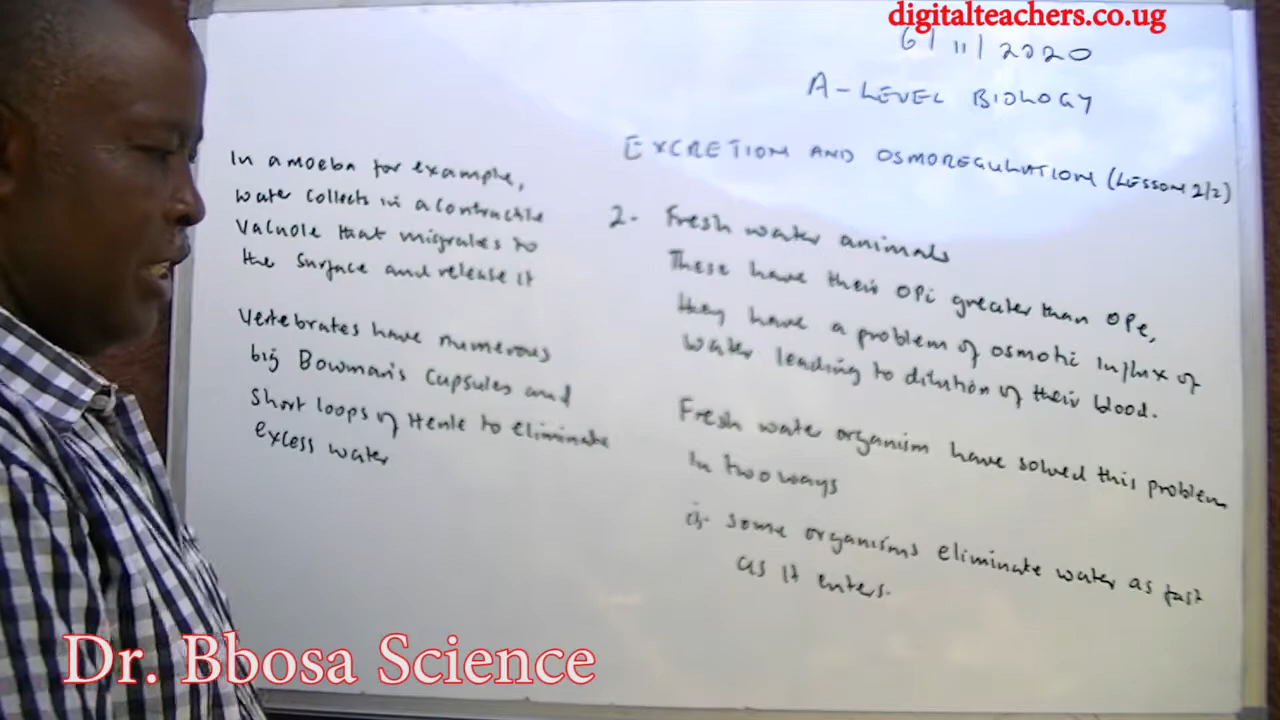 digitalteachers.co.ug
6/11/2020
A-LEVEL BIOLOGY
EXCRETION AND OSMOREGULATION (LESSON 2/2)
2. Fresh water animals
These have their OPi greater than OPe,
they have a problem of osmotic influx of
water leading to dilution of their blood.
Fresh water organism have solved this problem
in two ways
i). some organisms eliminate water as fast
as it enters.
In amoeba for example,
water collects in a contractile
valuole that migrates to
the surface and release it
Vertebrates have numerous
big Bowman's capsules and
short loops of Henle to eliminate
excess water
Dr. Bbosa Science